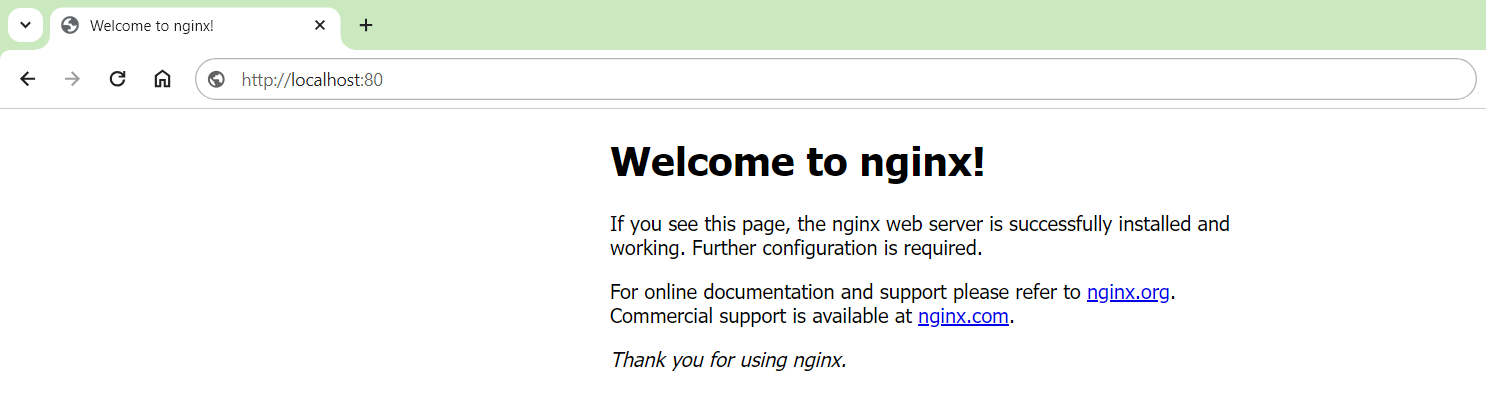 Welcome to nginx!
http://localhost:80
Welcome to nginx!
If you see this page, the nginx web server is successfully installed and
working. Further configuration is required.
For online documentation and support please refer to nginx.org.
Commercial support is available at nginx.com.
Thank you for using nginx.